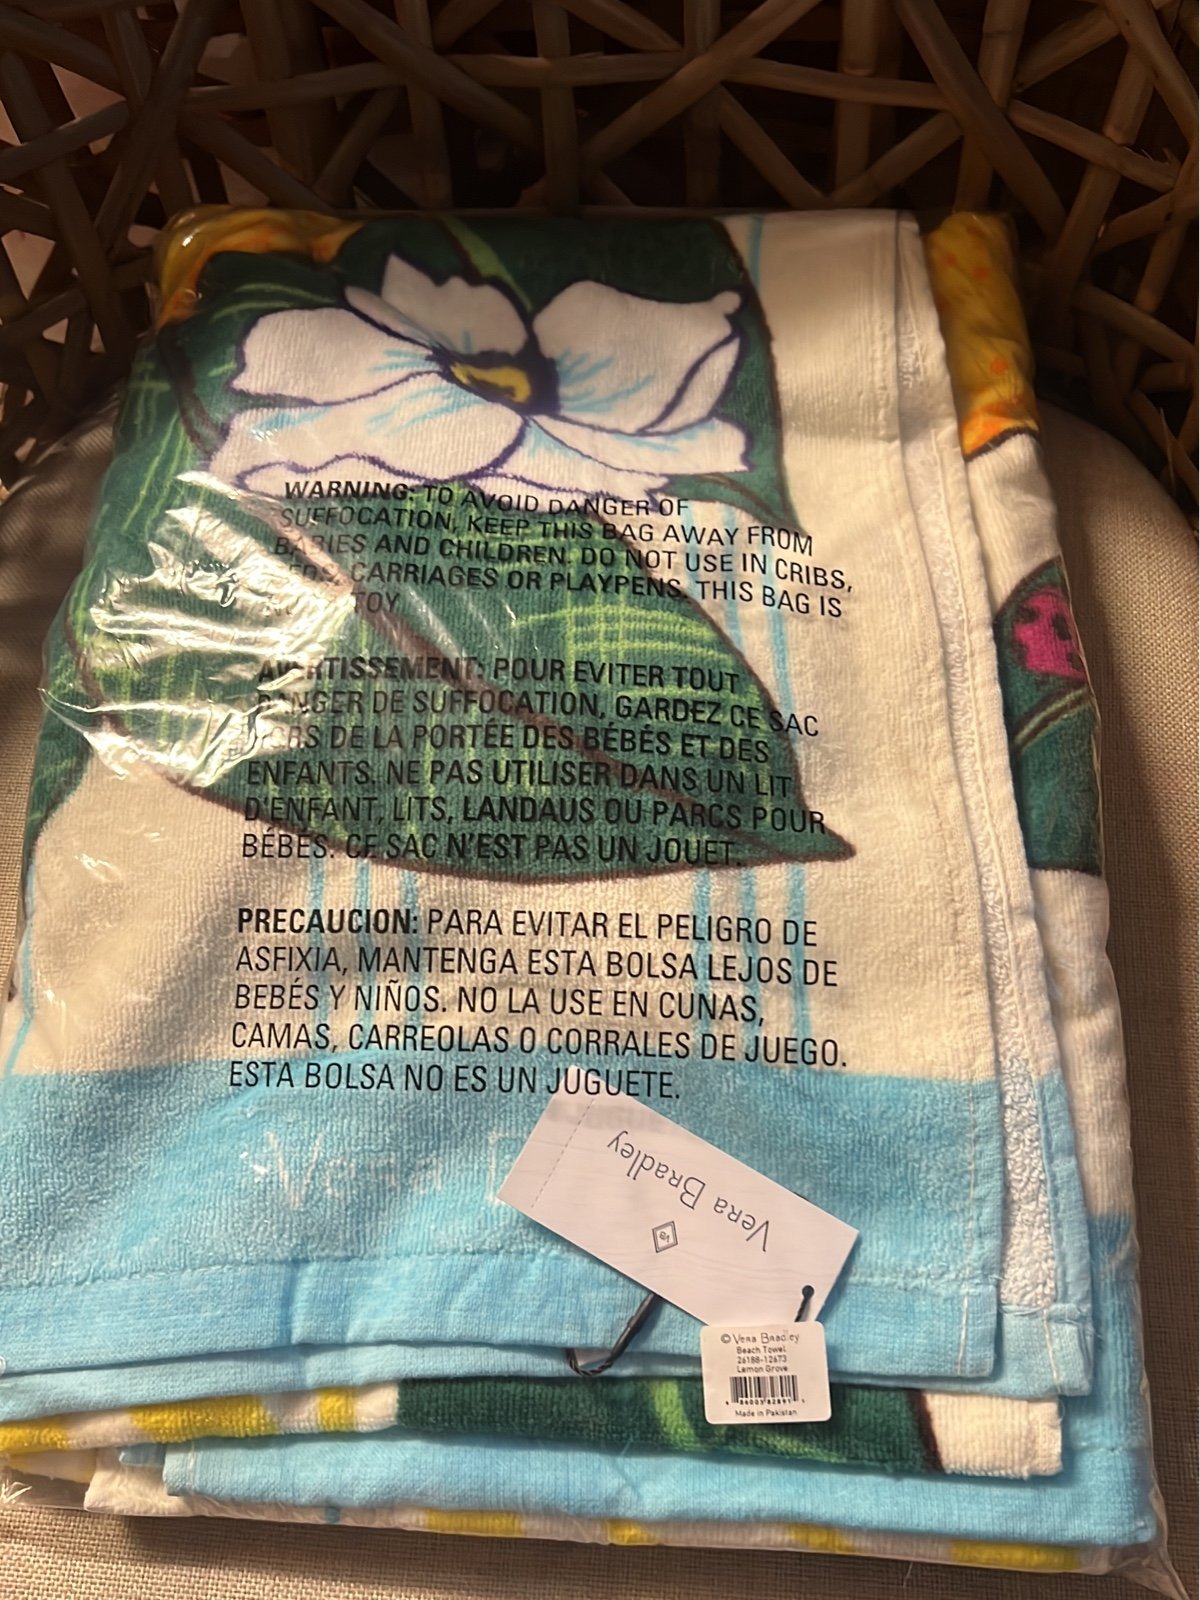 WARNING: TO AVOID DANGER OF
SUFFOCATION, KEEP THIS BAG AWAY FROM
BABIES AND CHILDREN. DO NOT USE IN CRIBS,
CARRIAGES OR PLAYPENS. THIS BAG IS
TOY
AVERTISSEMENT: POUR EVITER TOUT
DANGER DE SUFFOCATION, GARDEZ CE SAC
DE LA PORTÉE DES BÉBÉS ET DES
ENFANTS. NE PAS UTILISER DANS UN LIT
D'ENFANT, LITS, LANDAUS OU PARCS POUR
BÉBÉS. CE SAC N'EST PAS UN JOUET.
PRECAUCION: PARA EVITAR EL PELIGRO DE
ASFIXIA, MANTENGA ESTA BOLSA LEJOS DE
BEBÉS Y NIÑOS. NO LA USE EN CUNAS,
CAMAS, CARREOLAS O CORRALES DE JUEGO.
ESTA BOLSA NO ES UN JUGUETE.
Vera
Vera Bradley
© Vera Bradley
Beach Towel
26188-12673
Lemon Grove
Made in Pakistan